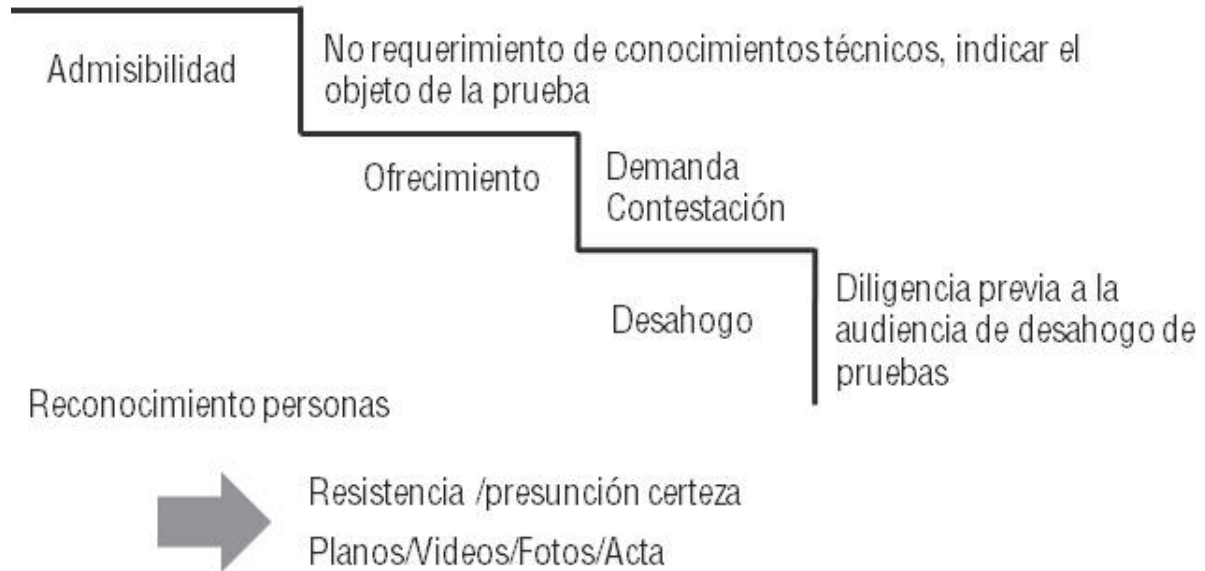 Admisibilidad
No requerimiento de conocimientos técnicos, indicar el
objeto de la prueba
Ofrecimiento
Demanda
Contestación
Desahogo
Diligencia previa a la
audiencia de desahogo de
pruebas
Reconocimiento personas
Resistencia /presunción certeza
Planos/Videos/Fotos/Acta